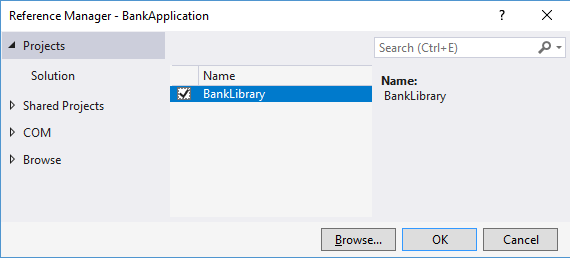 Reference Manager - BankApplication
?
Projects
Search (Ctrl+E)
Solution
Name
Name:
BankLibrary
BankLibrary
Shared Projects
COM
Browse
Browse...
OK
Cancel